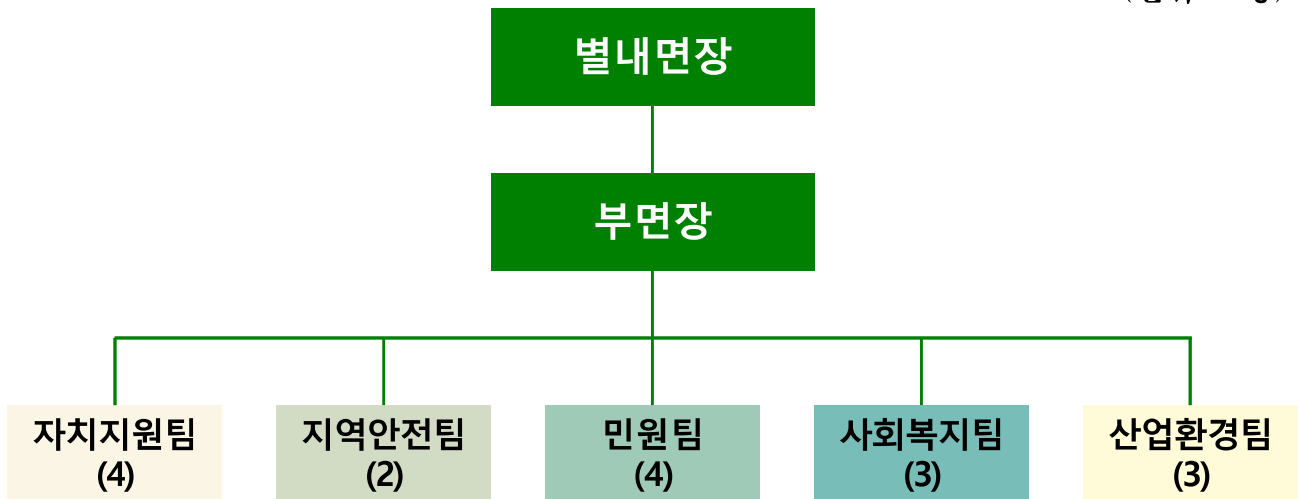 별내면장
부면장
자치지원팀
(4)
지역안전팀
(2)
민원팀
(4)
사회복지팀
(3)
산업환경팀
(3)